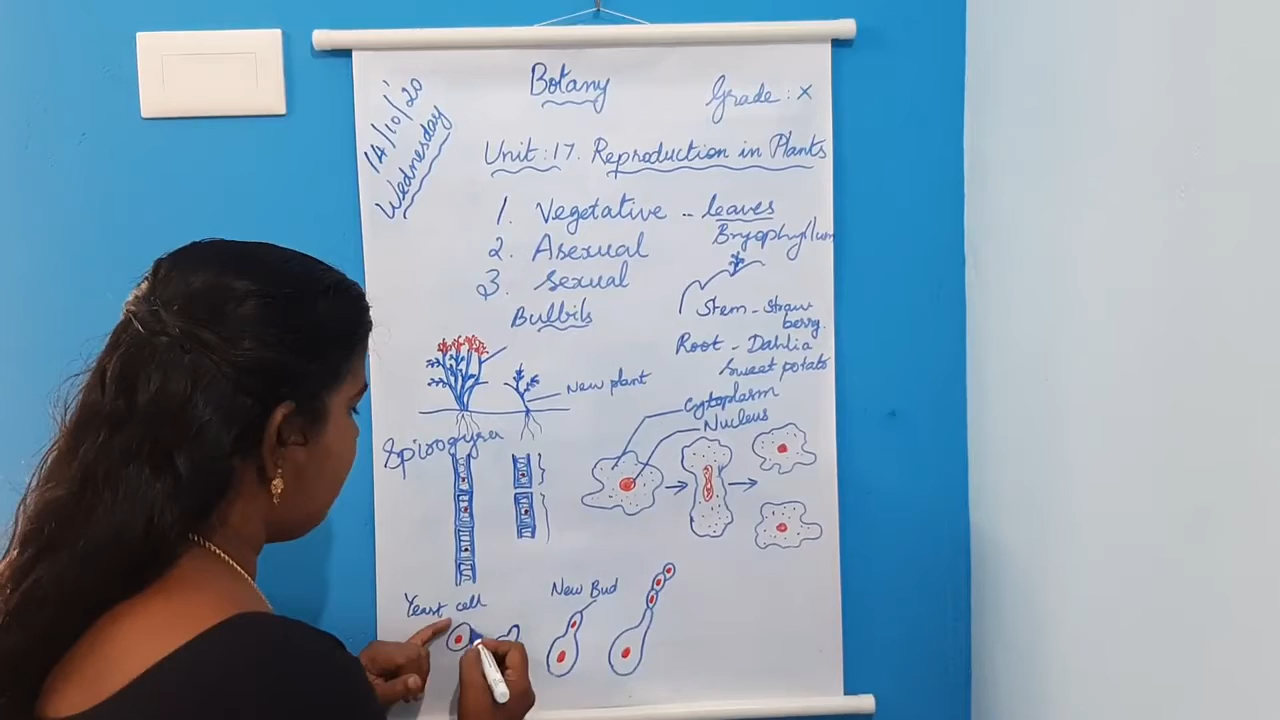 14/10/'20
Wednesday
Botany
Grade : X
Unit : 17. Reproduction in Plants
1. Vegetative - leaves
Bryophyllum
2. Asexual
3. Sexual
Stem - Straw
berry.
Bulbils
Root - Dahlia
Sweet potato
New plant
Cytoplasm
Nucleus
Spirogyra
New Bud
Yeast cell